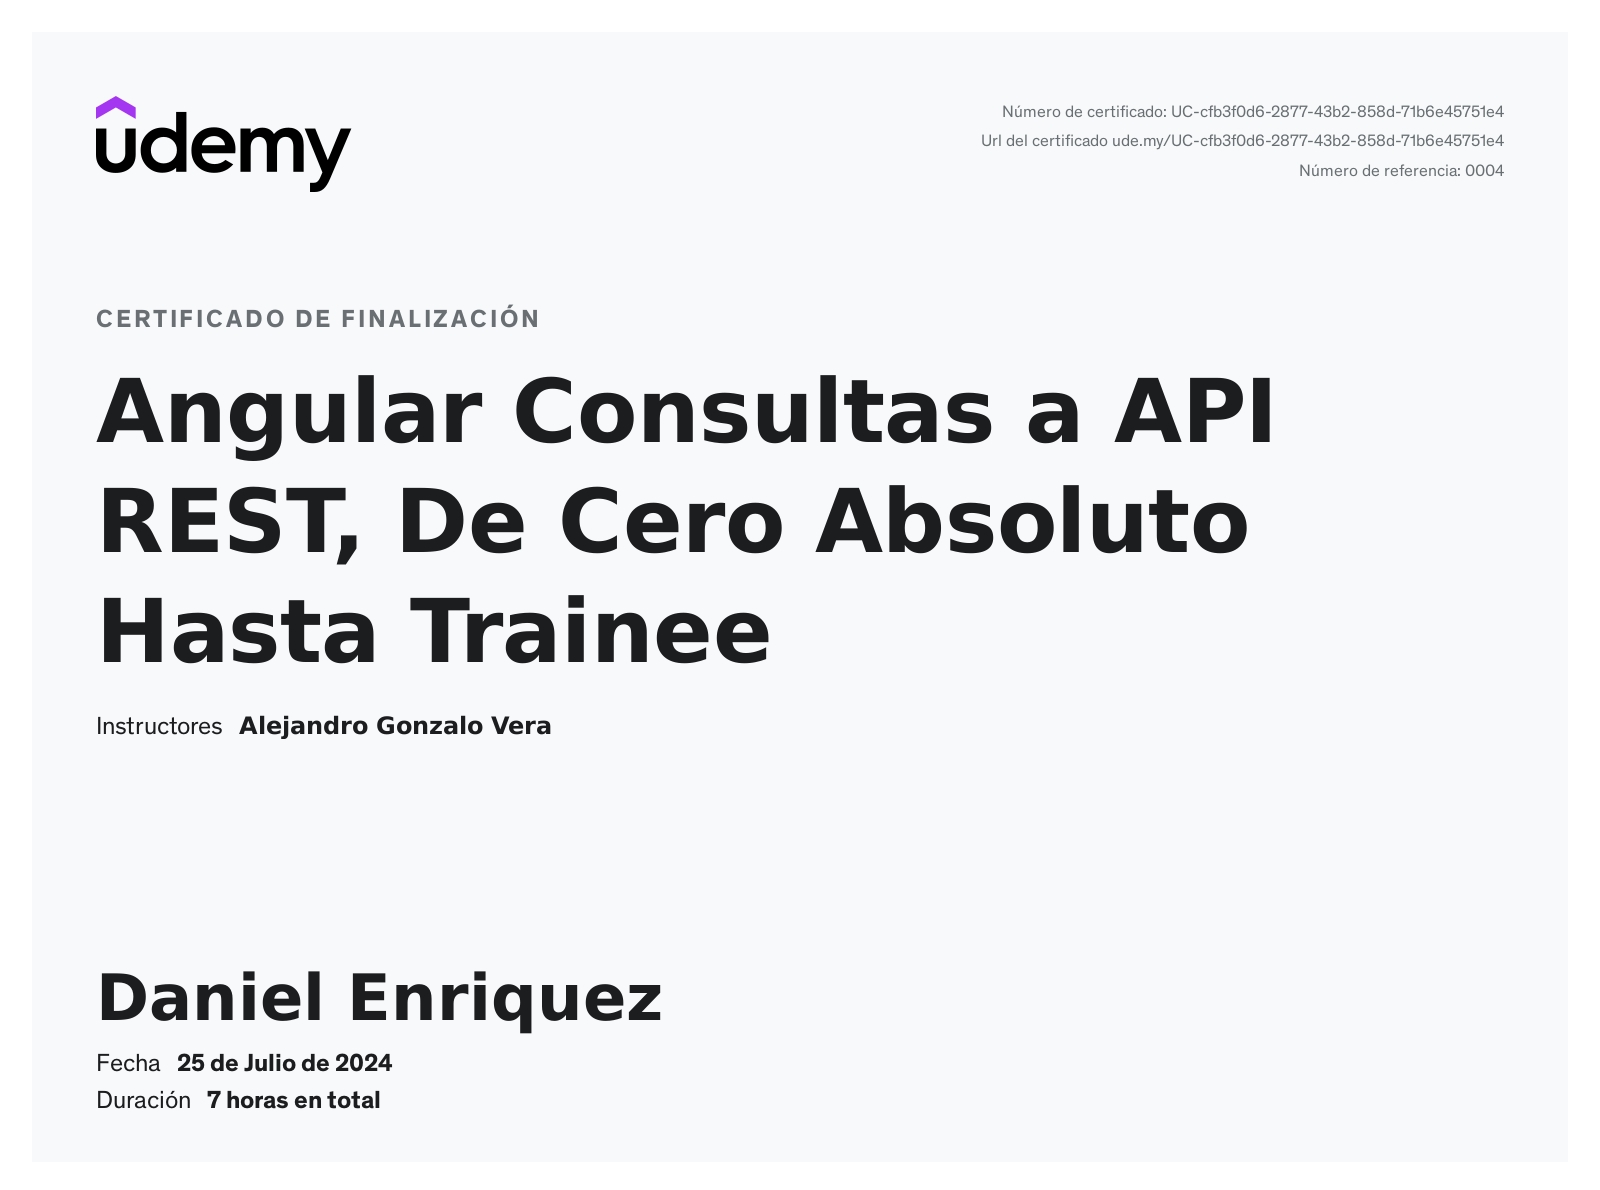 udemy
Número de certificado: UC-cfb3f0d6-2877-43b2-858d-71b6e45751e4
Url del certificado ude.my/UC-cfb3f0d6-2877-43b2-858d-71b6e45751e4
Número de referencia: 0004
CERTIFICADO DE FINALIZACIÓN
Angular Consultas a API
REST, De Cero Absoluto
Hasta Trainee
Instructores Alejandro Gonzalo Vera
Daniel Enriquez
Fecha 25 de Julio de 2024
Duración 7 horas en total